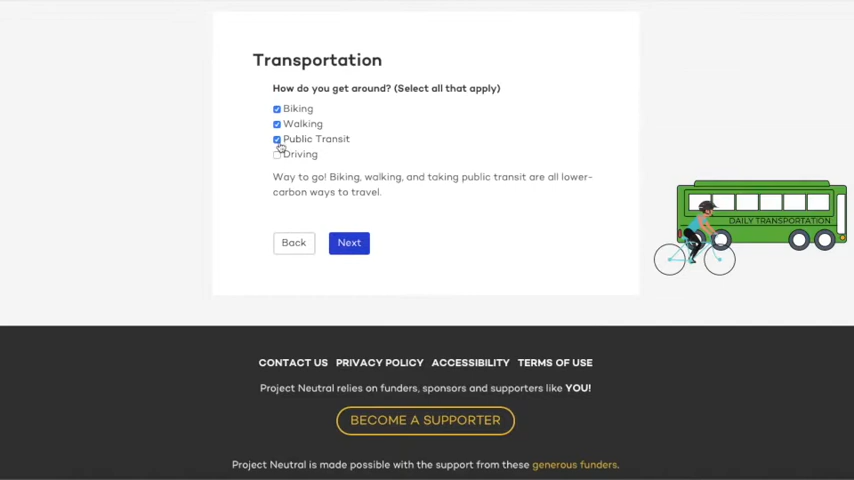 Transportation
How do you get around? (Select all that apply)
Biking
Walking
Public Transit
Driving
Way to go! Biking, walking, and taking public transit are all lower-
carbon ways to travel.
Back Next
DAILY TRANSPORTATION
CONTACT US PRIVACY POLICY ACCESSIBILITY TERMS OF USE
Project Neutral relies on funders, sponsors and supporters like YOU!
BECOME A SUPPORTER
Project Neutral is made possible with the support from these generous funders.